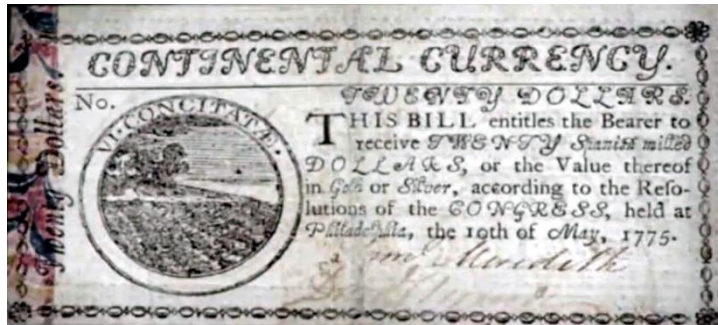 CONTINENTAL CURRENCY.
No.
VI·CONCITATÆ.
Twenty Dollars.
TWENTY DOLLARS.
THIS BILL entitles the Bearer to
receive TWENTY Spanish milled
DOLLARS, or the Value thereof
in Gold or Silver, according to the Reso-
lutions of the CONGRESS, held at
Philadelphia, the 10th of May, 1775.
Meredith